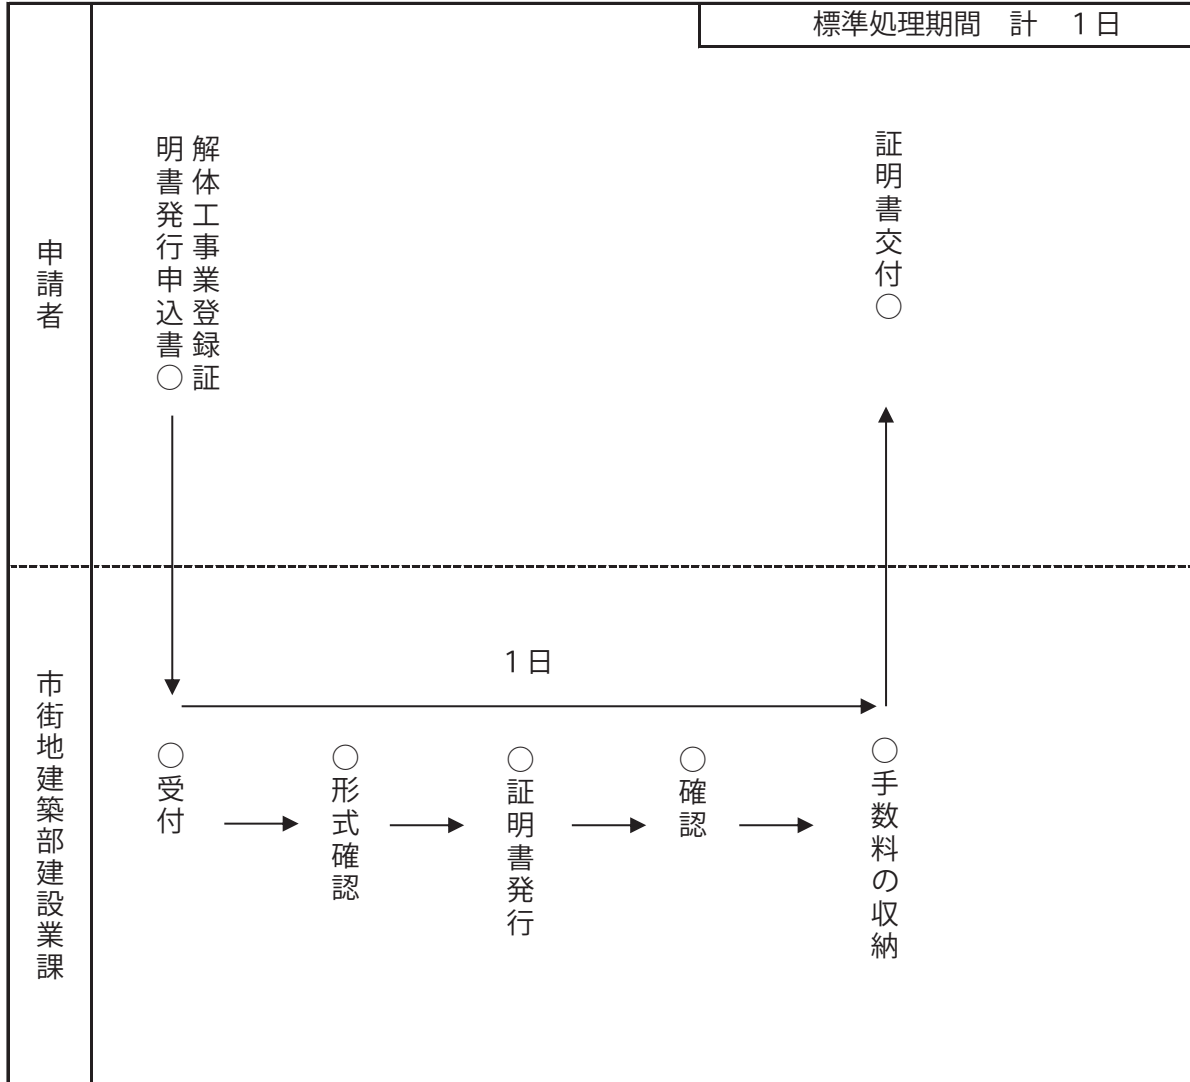 標準処理期間　計　１日
申請者
解体工事業登録証
明書発行申込書○
証明書交付○
市街地建築部建設業課
１日
○受付
○形式確認
○証明書発行
○確認
○手数料の収納